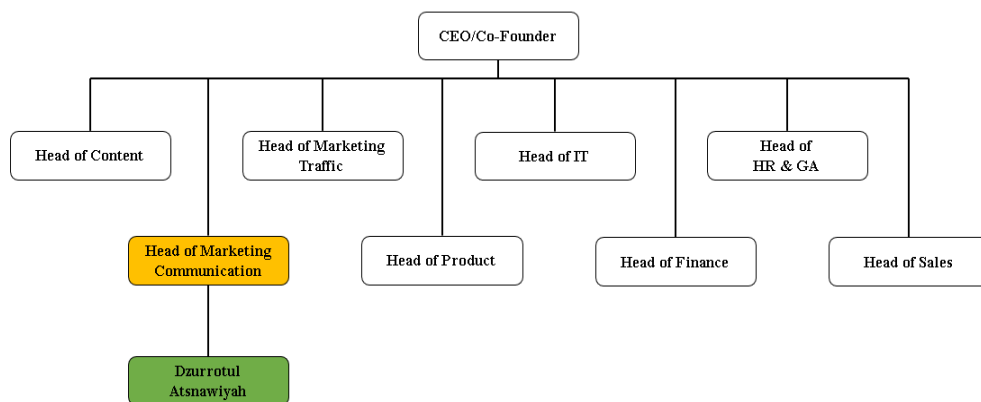 CEO/Co-Founder
Head of Content
Head of Marketing
Traffic
Head of IT
Head of
HR & GA
Head of Marketing
Communication
Head of Product
Head of Finance
Head of Sales
Dzurrotul
Atsnawiyah